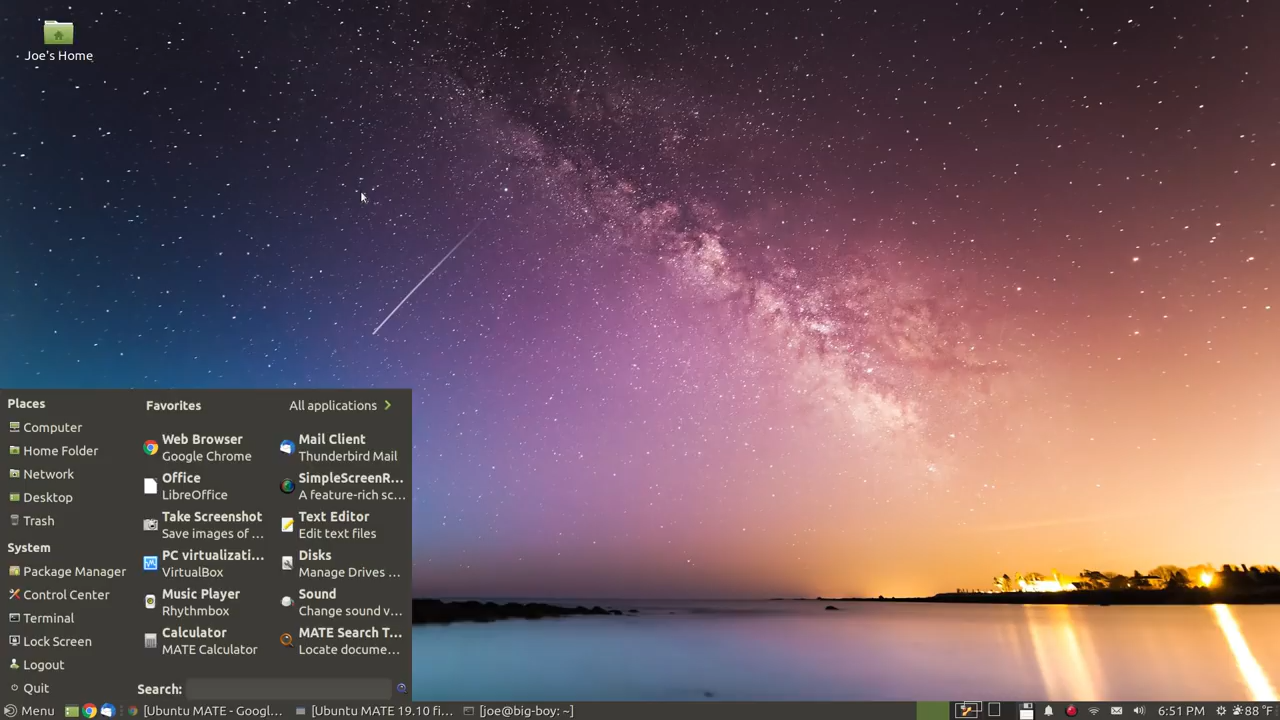 Joe's Home
Places
Computer
Home Folder
Network
Desktop
Trash
System
Package Manager
Control Center
Terminal
Lock Screen
Logout
Quit
Favorites
All applications
Web Browser
Google Chrome
Mail Client
Thunderbird Mail
Office
LibreOffice
SimpleScreenR...
A feature-rich sc...
Take Screenshot
Save images of ...
Text Editor
Edit text files
PC virtualizati...
VirtualBox
Disks
Manage Drives ...
Music Player
Rhythmbox
Sound
Change sound v...
Calculator
MATE Calculator
MATE Search T...
Locate docume...
Search:
Menu
[Ubuntu MATE - Googl...
[Ubuntu MATE 19.10 fi...
[joe@big-boy: ~]
6:51 PM
88 °F